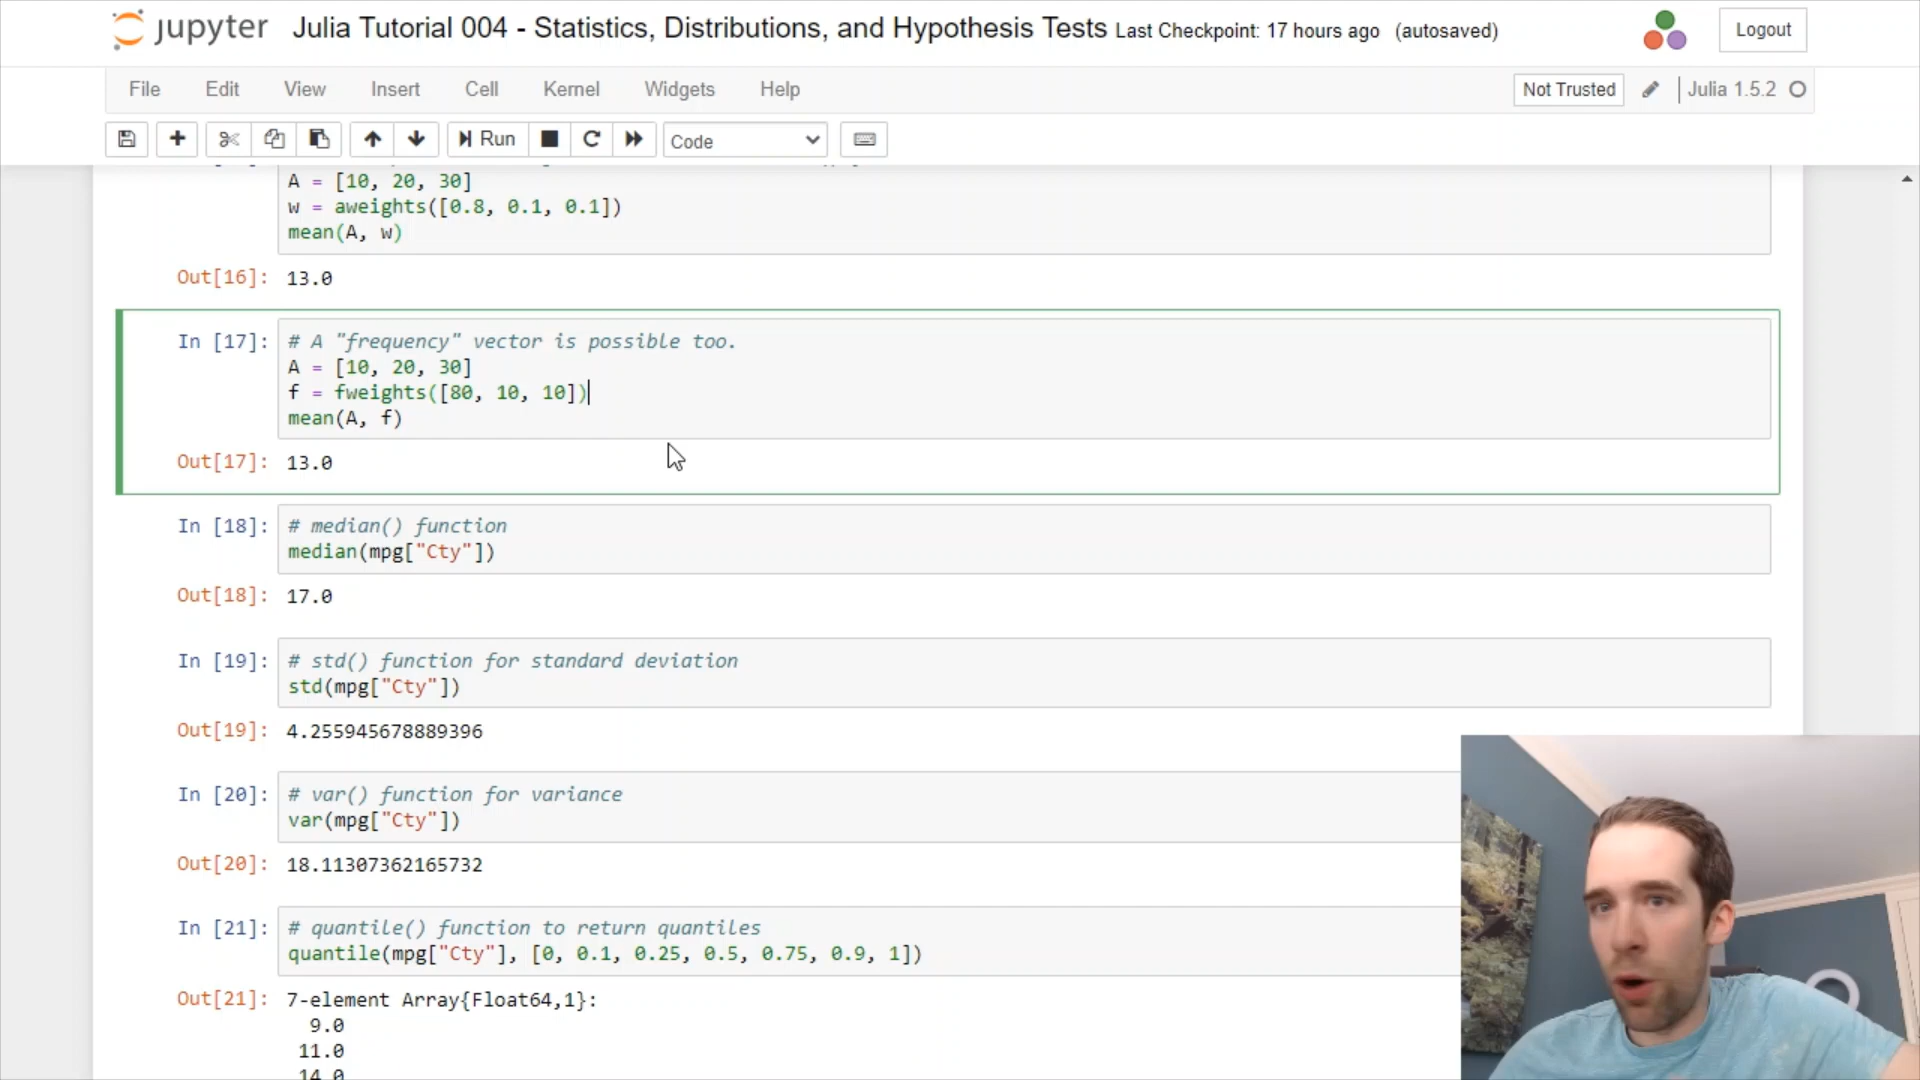 jupyter Julia Tutorial 004 - Statistics, Distributions, and Hypothesis Tests Last Checkpoint: 17 hours ago (autosaved) Logout
File Edit View Insert Cell Kernel Widgets Help Not Trusted Julia 1.5.2
Run Code
A = [10, 20, 30]
w = aweights([0.8, 0.1, 0.1])
mean(A, w)
Out[16]: 13.0
In [17]: # A "frequency" vector is possible too.
A = [10, 20, 30]
f = fweights([80, 10, 10])
mean(A, f)
Out[17]: 13.0
In [18]: # median() function
median(mpg["Cty"])
Out[18]: 17.0
In [19]: # std() function for standard deviation
std(mpg["Cty"])
Out[19]: 4.255945678889396
In [20]: # var() function for variance
var(mpg["Cty"])
Out[20]: 18.11307362165732
In [21]: # quantile() function to return quantiles
quantile(mpg["Cty"], [0, 0.1, 0.25, 0.5, 0.75, 0.9, 1])
Out[21]: 7-element Array{Float64,1}:
9.0
11.0
14.0